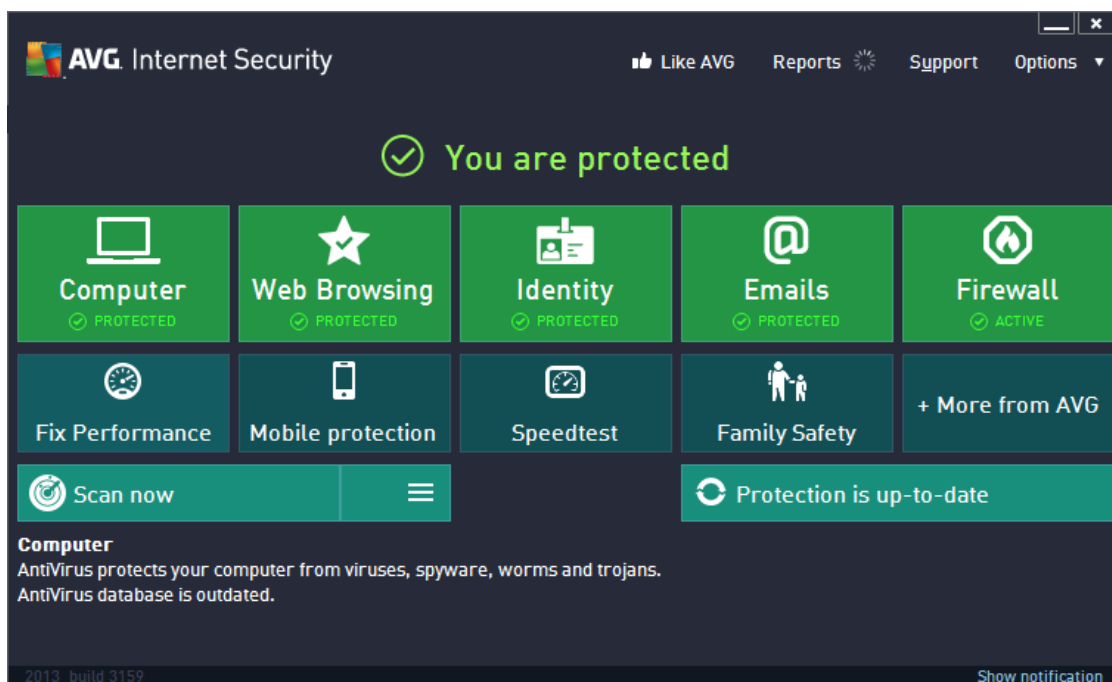 AVG. Internet Security
Like AVG
Reports
Support
Options
You are protected
Computer
PROTECTED
Web Browsing
PROTECTED
Identity
PROTECTED
Emails
PROTECTED
Firewall
ACTIVE
Fix Performance
Mobile protection
Speedtest
Family Safety
+ More from AVG
Scan now
Protection is up-to-date
Computer
AntiVirus protects your computer from viruses, spyware, worms and trojans.
AntiVirus database is outdated.
2013 build 3159
Show notification